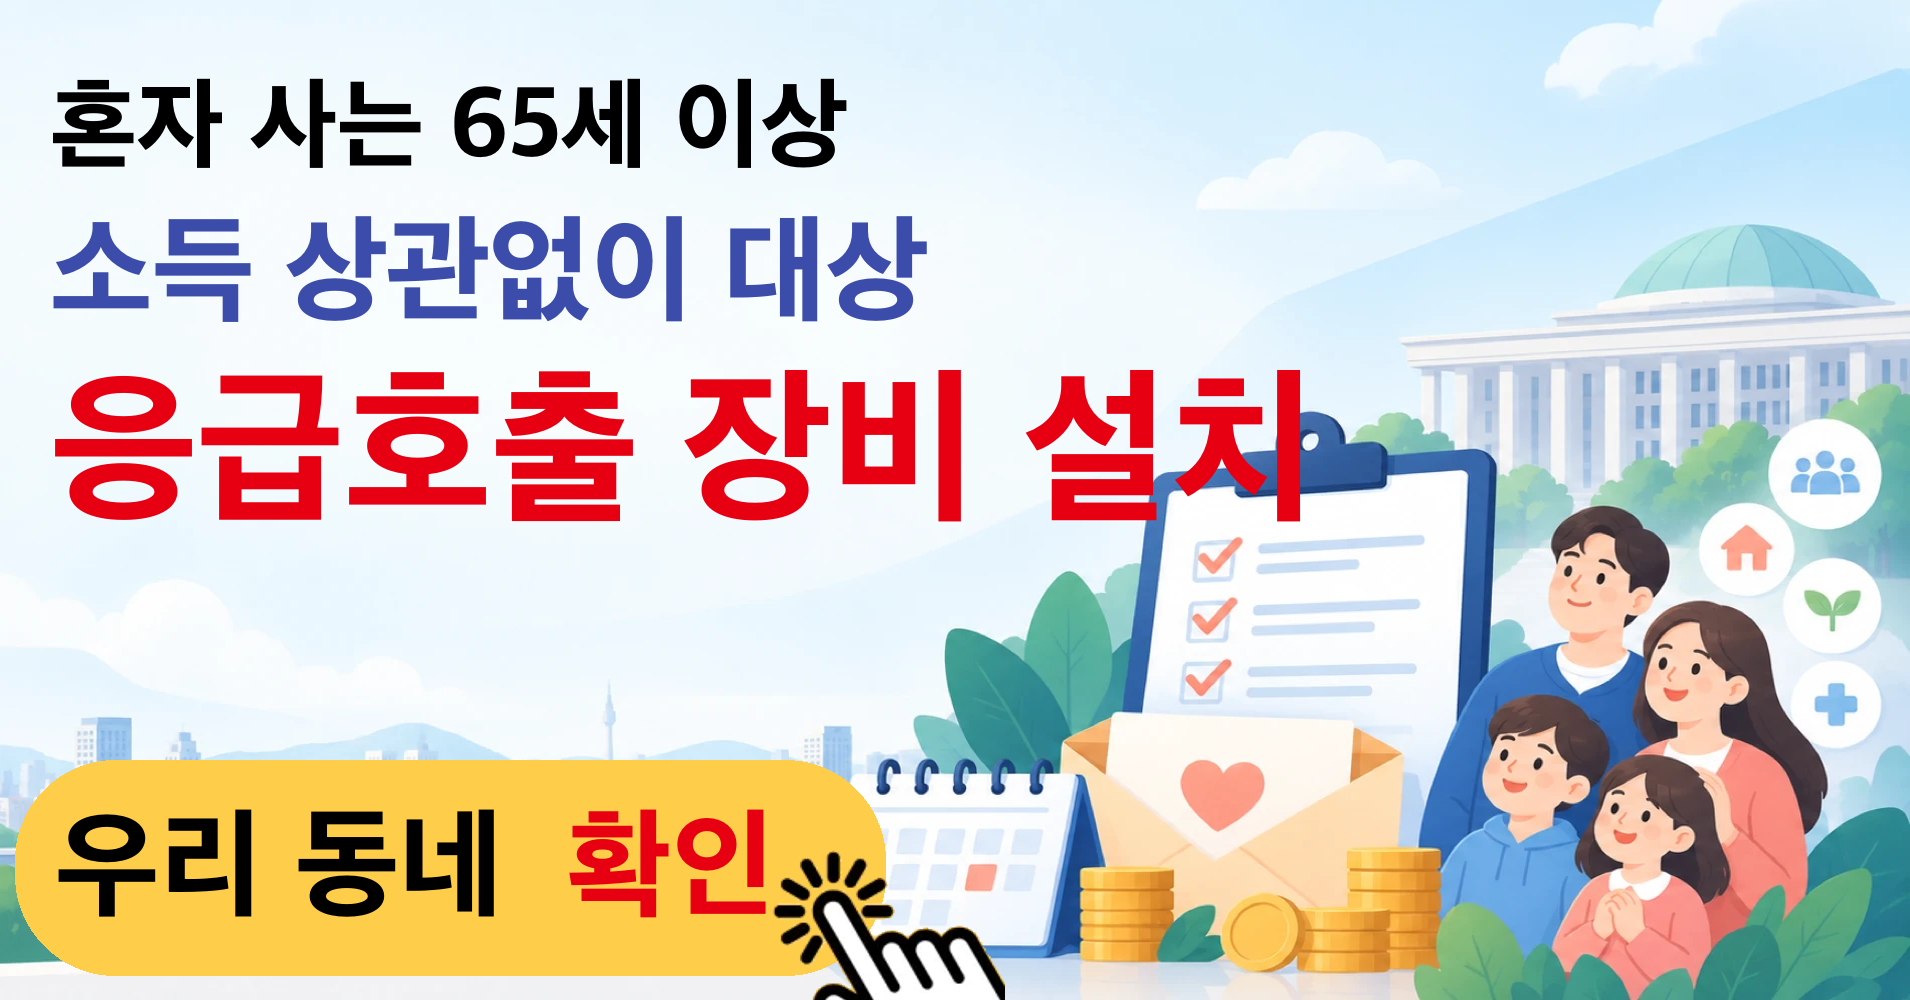 혼자 사는 65세 이상
소득 상관없이 대상
응급호출 장비 설치
우리 동네 확인